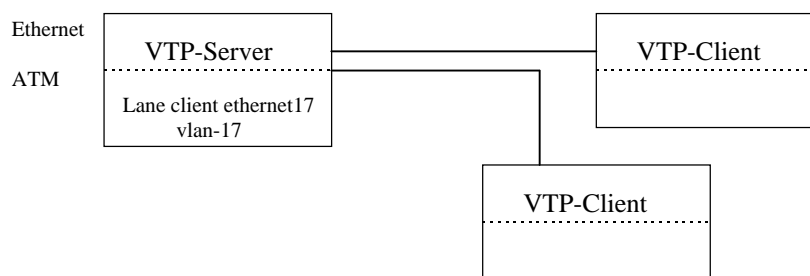 Ethernet
VTP-Server
VTP-Client
ATM
Lane client ethernet17
vlan-17
VTP-Client